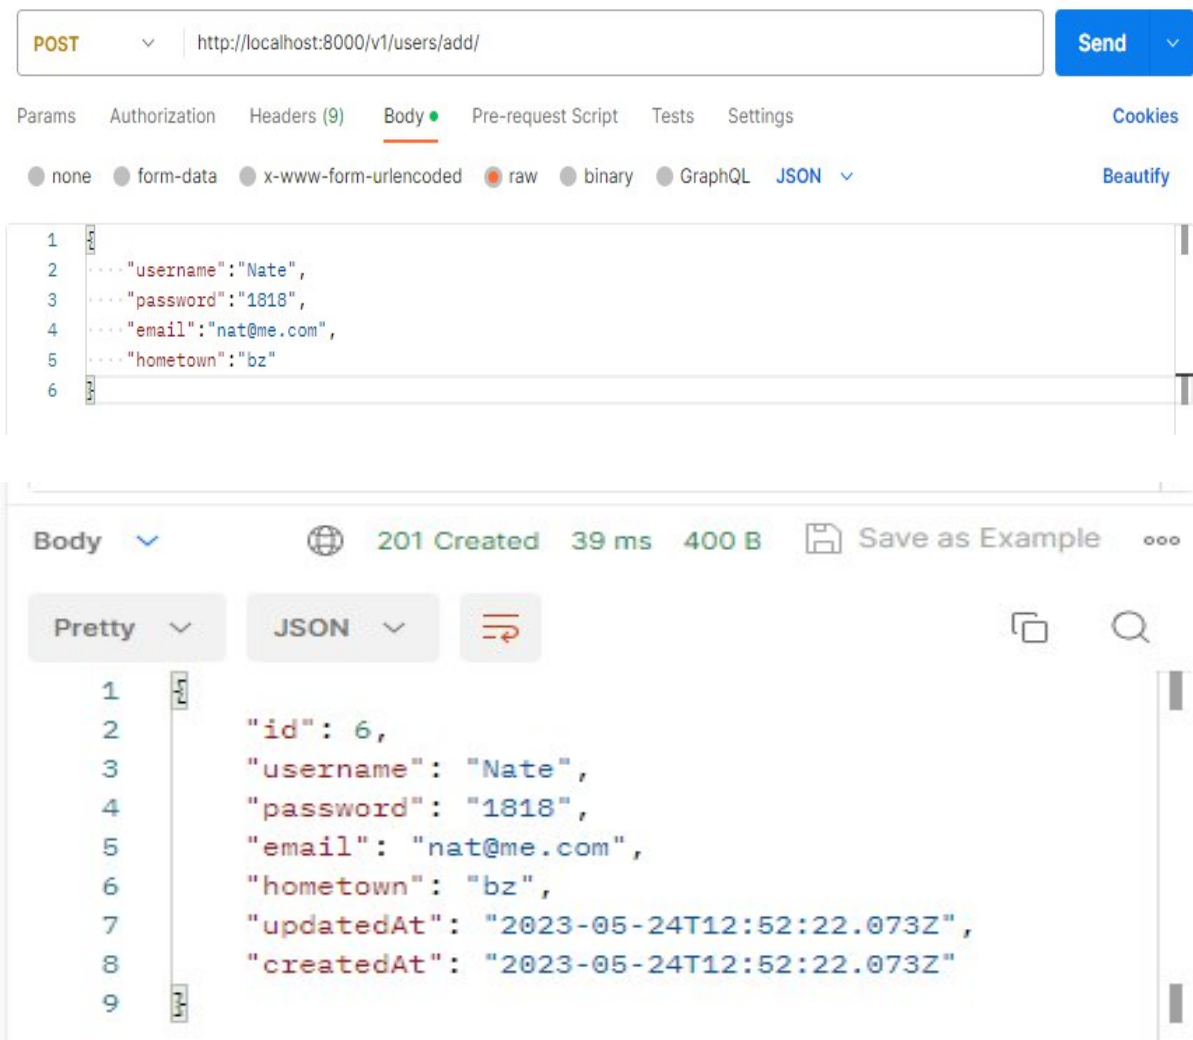 POST http://localhost:8000/v1/users/add/ Send
Params Authorization Headers (9) Body Pre-request Script Tests Settings Cookies
none form-data x-www-form-urlencoded raw binary GraphQL JSON Beautify
1 {
2 "username":"Nate",
3 "password":"1818",
4 "email":"nat@me.com",
5 "hometown":"bz"
6 }
Body 201 Created 39 ms 400 B Save as Example ooo
Pretty JSON
1 {
2 "id": 6,
3 "username": "Nate",
4 "password": "1818",
5 "email": "nat@me.com",
6 "hometown": "bz",
7 "updatedAt": "2023-05-24T12:52:22.073Z",
8 "createdAt": "2023-05-24T12:52:22.073Z"
9 }